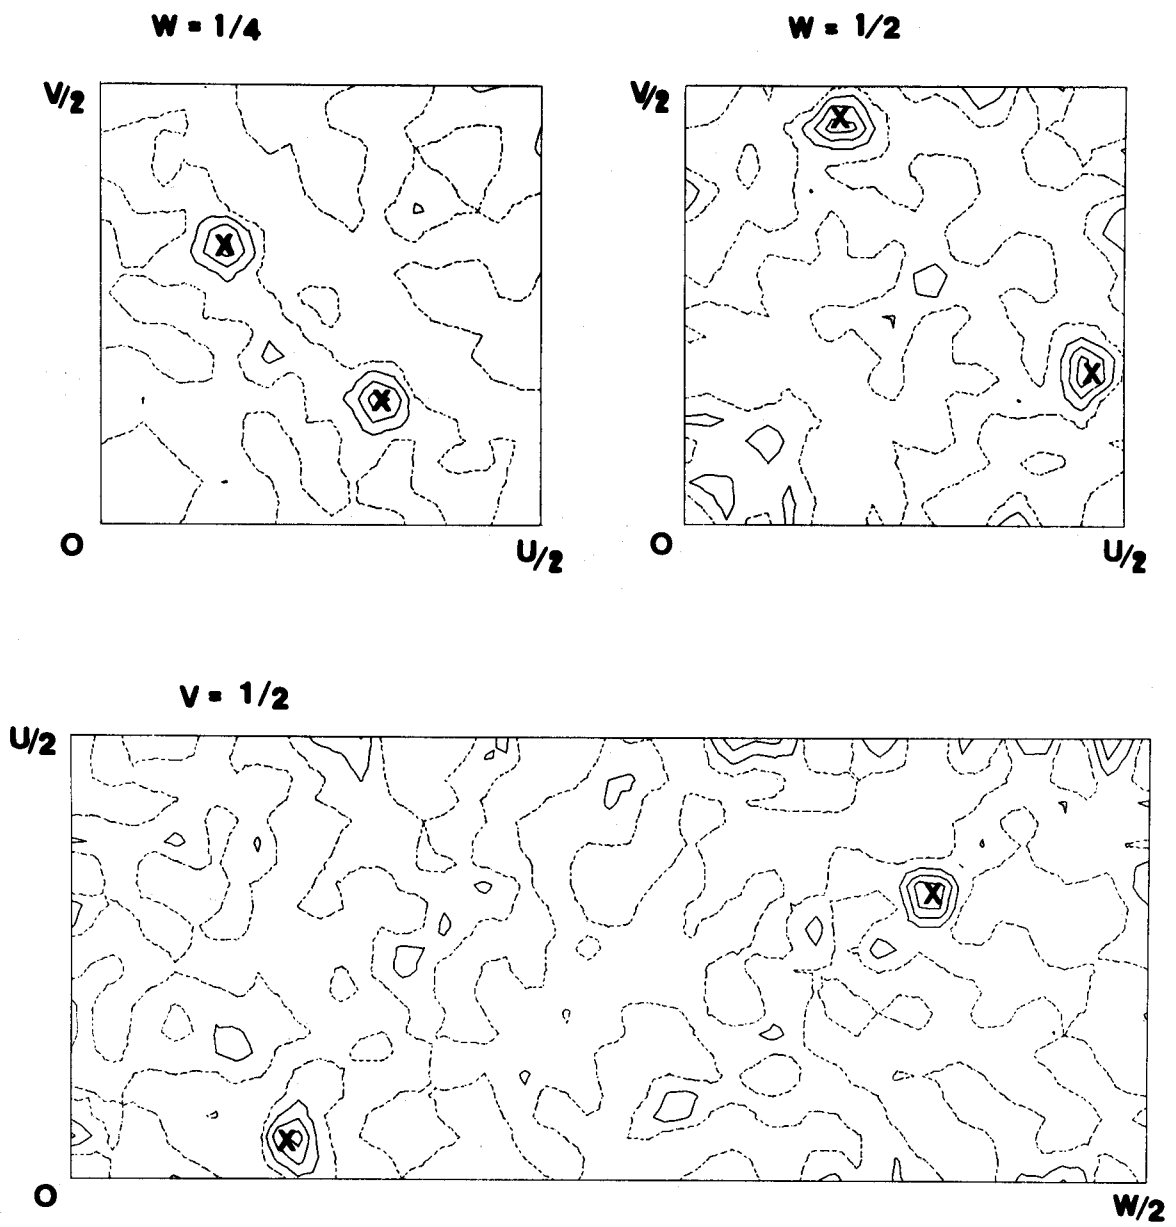 W = 1/4
W = 1/2
V/2
V/2
X
X
X
X
O
U/2
O
U/2
V = 1/2
U/2
X
X
O
W/2